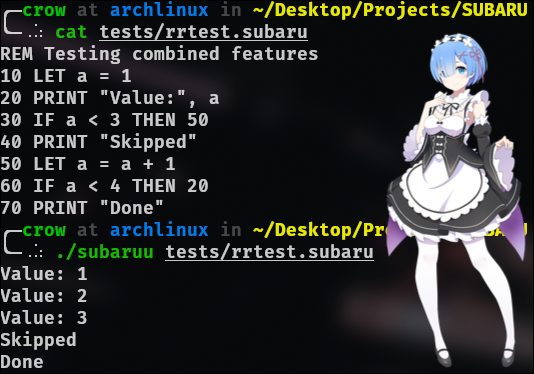 crow at archlinux in ~/Desktop/Projects/SUBARU
cat tests/rrtest.subaru
REM Testing combined features
10 LET a = 1
20 PRINT "Value:", a
30 IF a < 3 THEN 50
40 PRINT "Skipped"
50 LET a = a + 1
60 IF a < 4 THEN 20
70 PRINT "Done"
crow at archlinux in ~/Desktop/Projects/SUBARU
./subaruu tests/rrtest.subaru
Value: 1
Value: 2
Value: 3
Skipped
Done